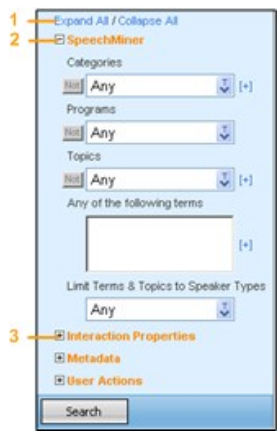 1 Expand All / Collapse All
2 SpeechMiner
Categories
Not Any [+]
Programs
Not Any
Topics
Not Any [+]
Any of the following terms
[+]
Limit Terms & Topics to Speaker Types
Any
3 Interaction Properties
Metadata
User Actions
Search